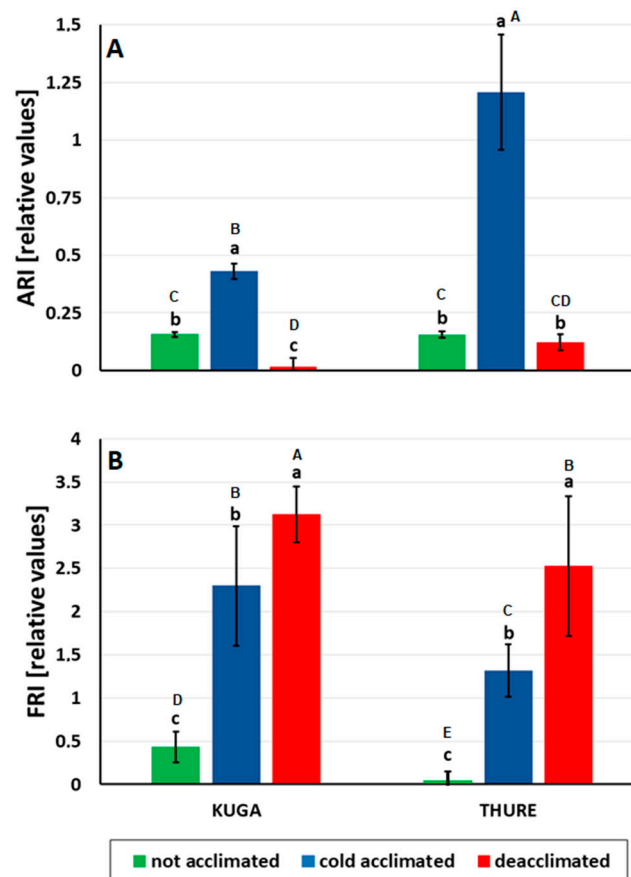 A
ARI [relative values]
1.5
1.25
1
0.75
0.5
0.25
0
C
b
B
a
D
c
C
b
a A
CD
b
B
FRI [relative values]
4
3.5
3
2.5
2
1.5
1
0.5
0
D
c
B
b
A
a
E
c
C
b
B
a
KUGA THURE
not acclimated cold acclimated deacclimated